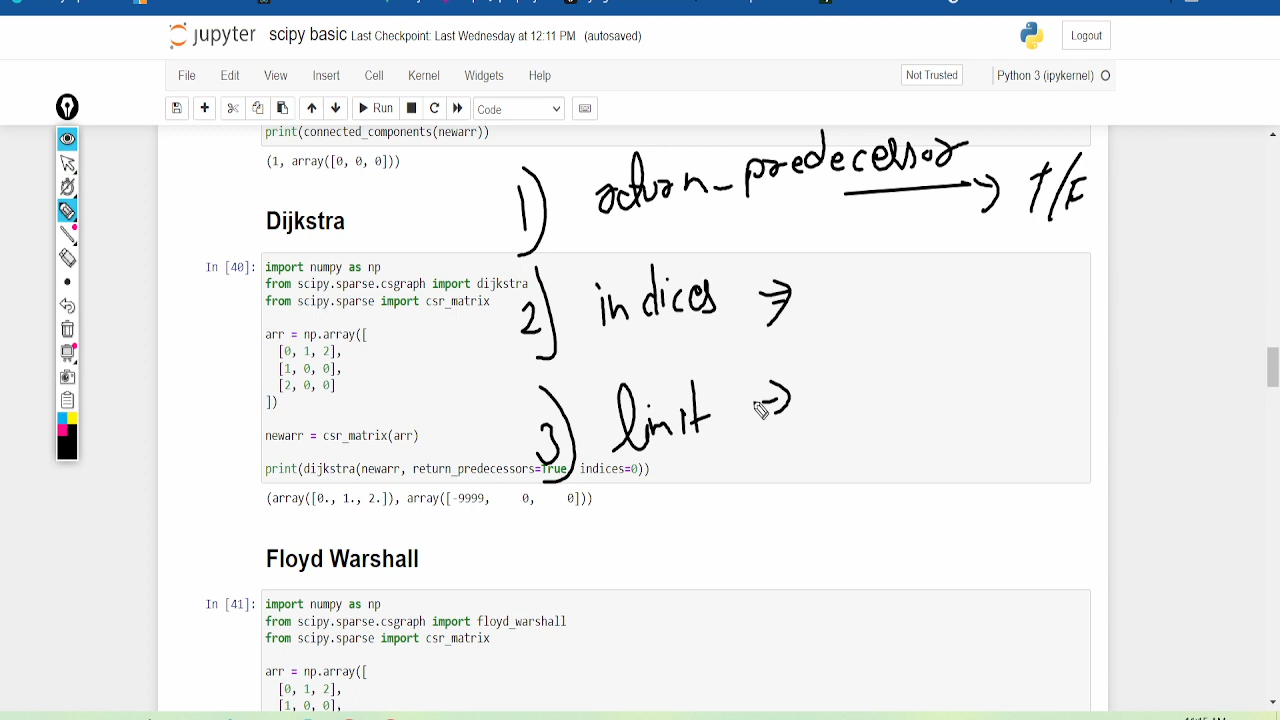 jupyter scipy basic Last Checkpoint: Last Wednesday at 12:11 PM (autosaved)
Logout
File Edit View Insert Cell Kernel Widgets Help
Not Trusted Python 3 (ipykernel)
Run Code
print(connected_components(newarr))
(1, array([0, 0, 0]))
1) return_predecessor → T/F
Dijkstra
In [40]: import numpy as np
from scipy.sparse.csgraph import dijkstra
from scipy.sparse import csr_matrix
2) indices →
arr = np.array([
[0, 1, 2],
[1, 0, 0],
[2, 0, 0]
])
3) limit →
newarr = csr_matrix(arr)
print(dijkstra(newarr, return_predecessors=True, indices=0))
(array([0., 1., 2.]), array([-9999, 0, 0]))
Floyd Warshall
In [41]: import numpy as np
from scipy.sparse.csgraph import floyd_warshall
from scipy.sparse import csr_matrix
arr = np.array([
[0, 1, 2],
[1, 0, 0],